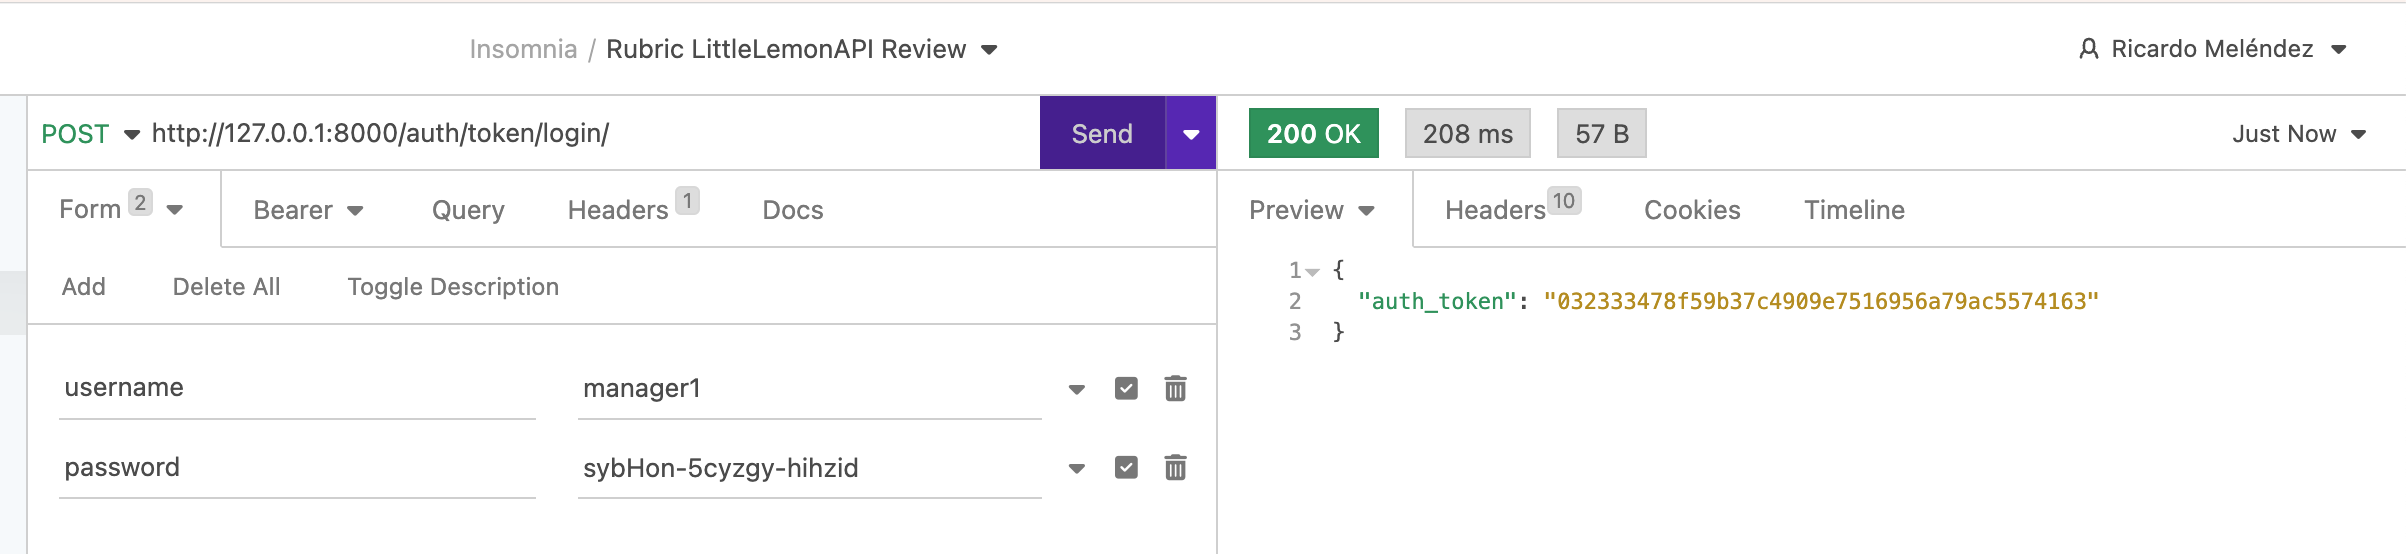 Insomnia / Rubric LittleLemonAPI Review
Ricardo Meléndez
POST http://127.0.0.1:8000/auth/token/login/ Send
200 OK 208 ms 57 B Just Now
Form 2 Bearer Query Headers 1 Docs
Preview Headers 10 Cookies Timeline
Add Delete All Toggle Description
username manager1
password sybHon-5cyzgy-hihzid
1 {
2 "auth_token": "032333478f59b37c4909e7516956a79ac5574163"
3 }